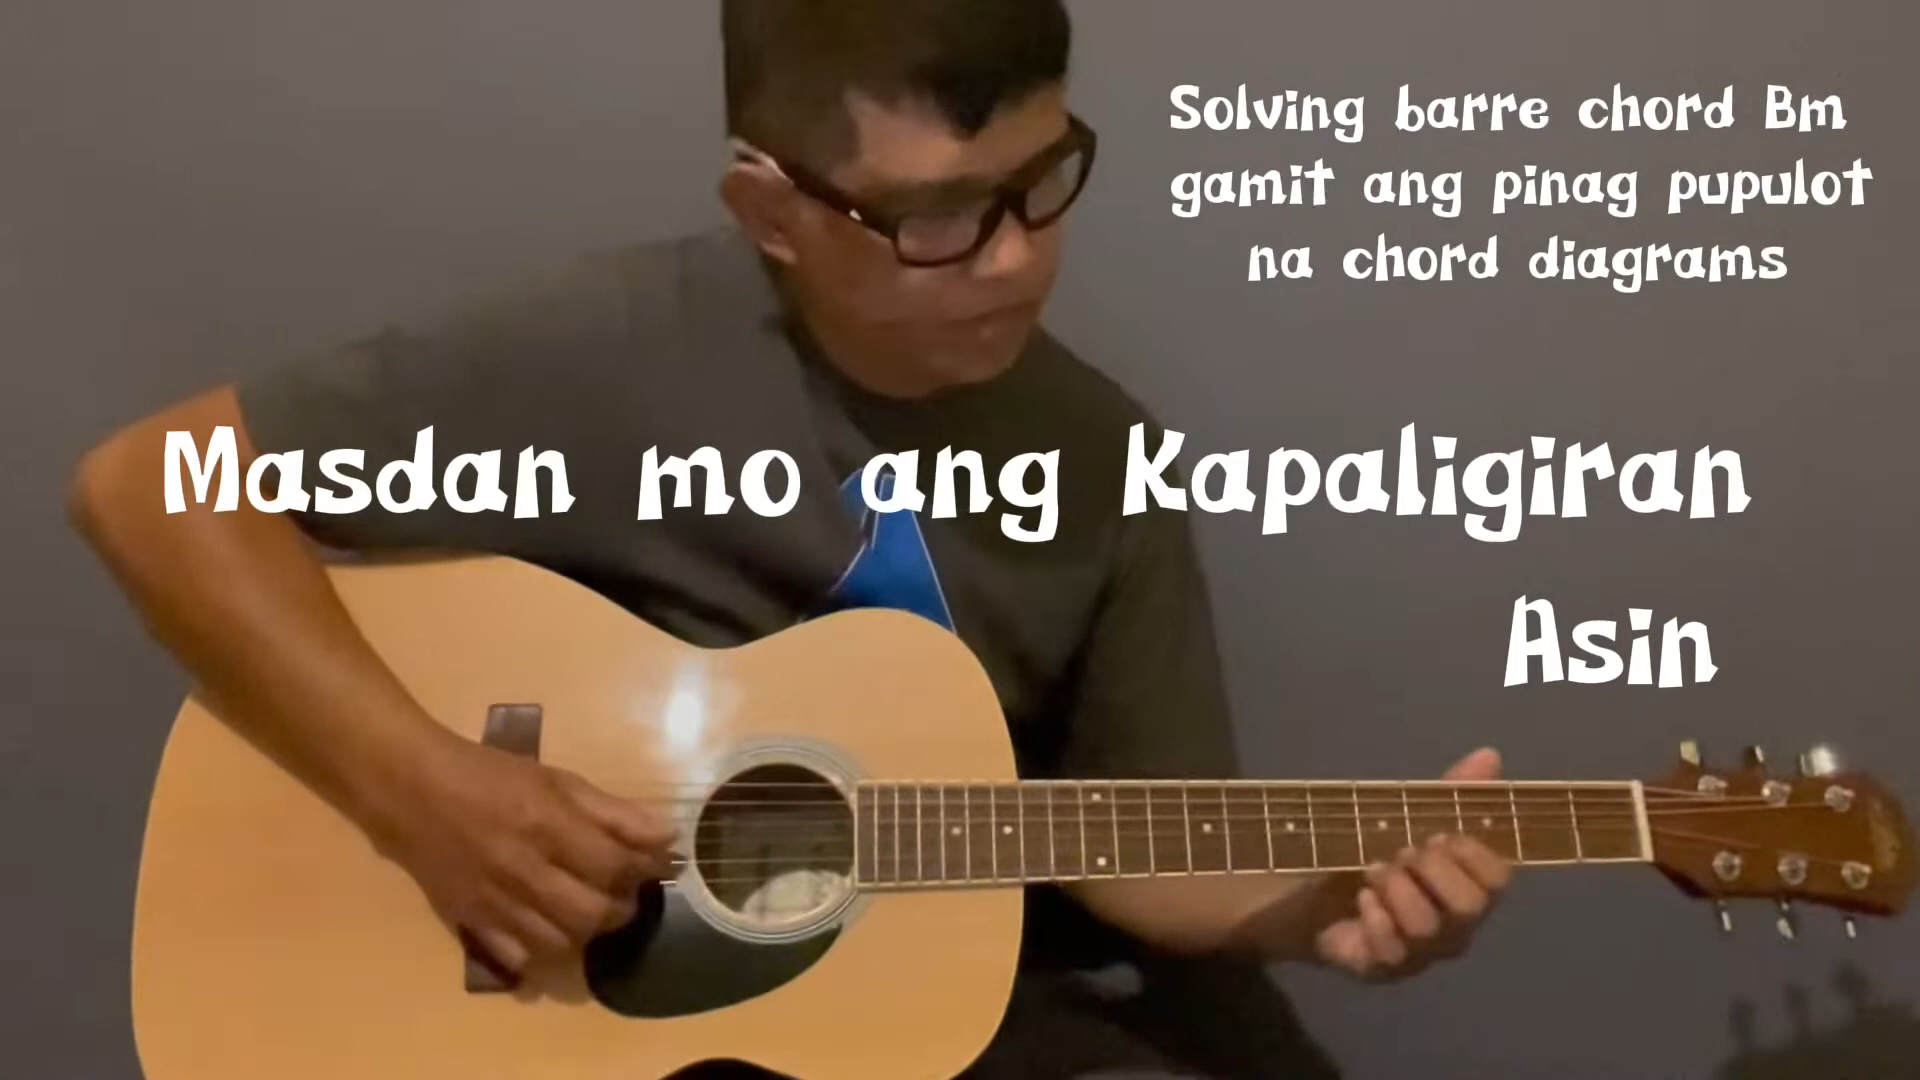 Solving barre chord Bm
gamit ang pinag pupulot
na chord diagrams
Masdan mo ang Kapaligiran
Asin